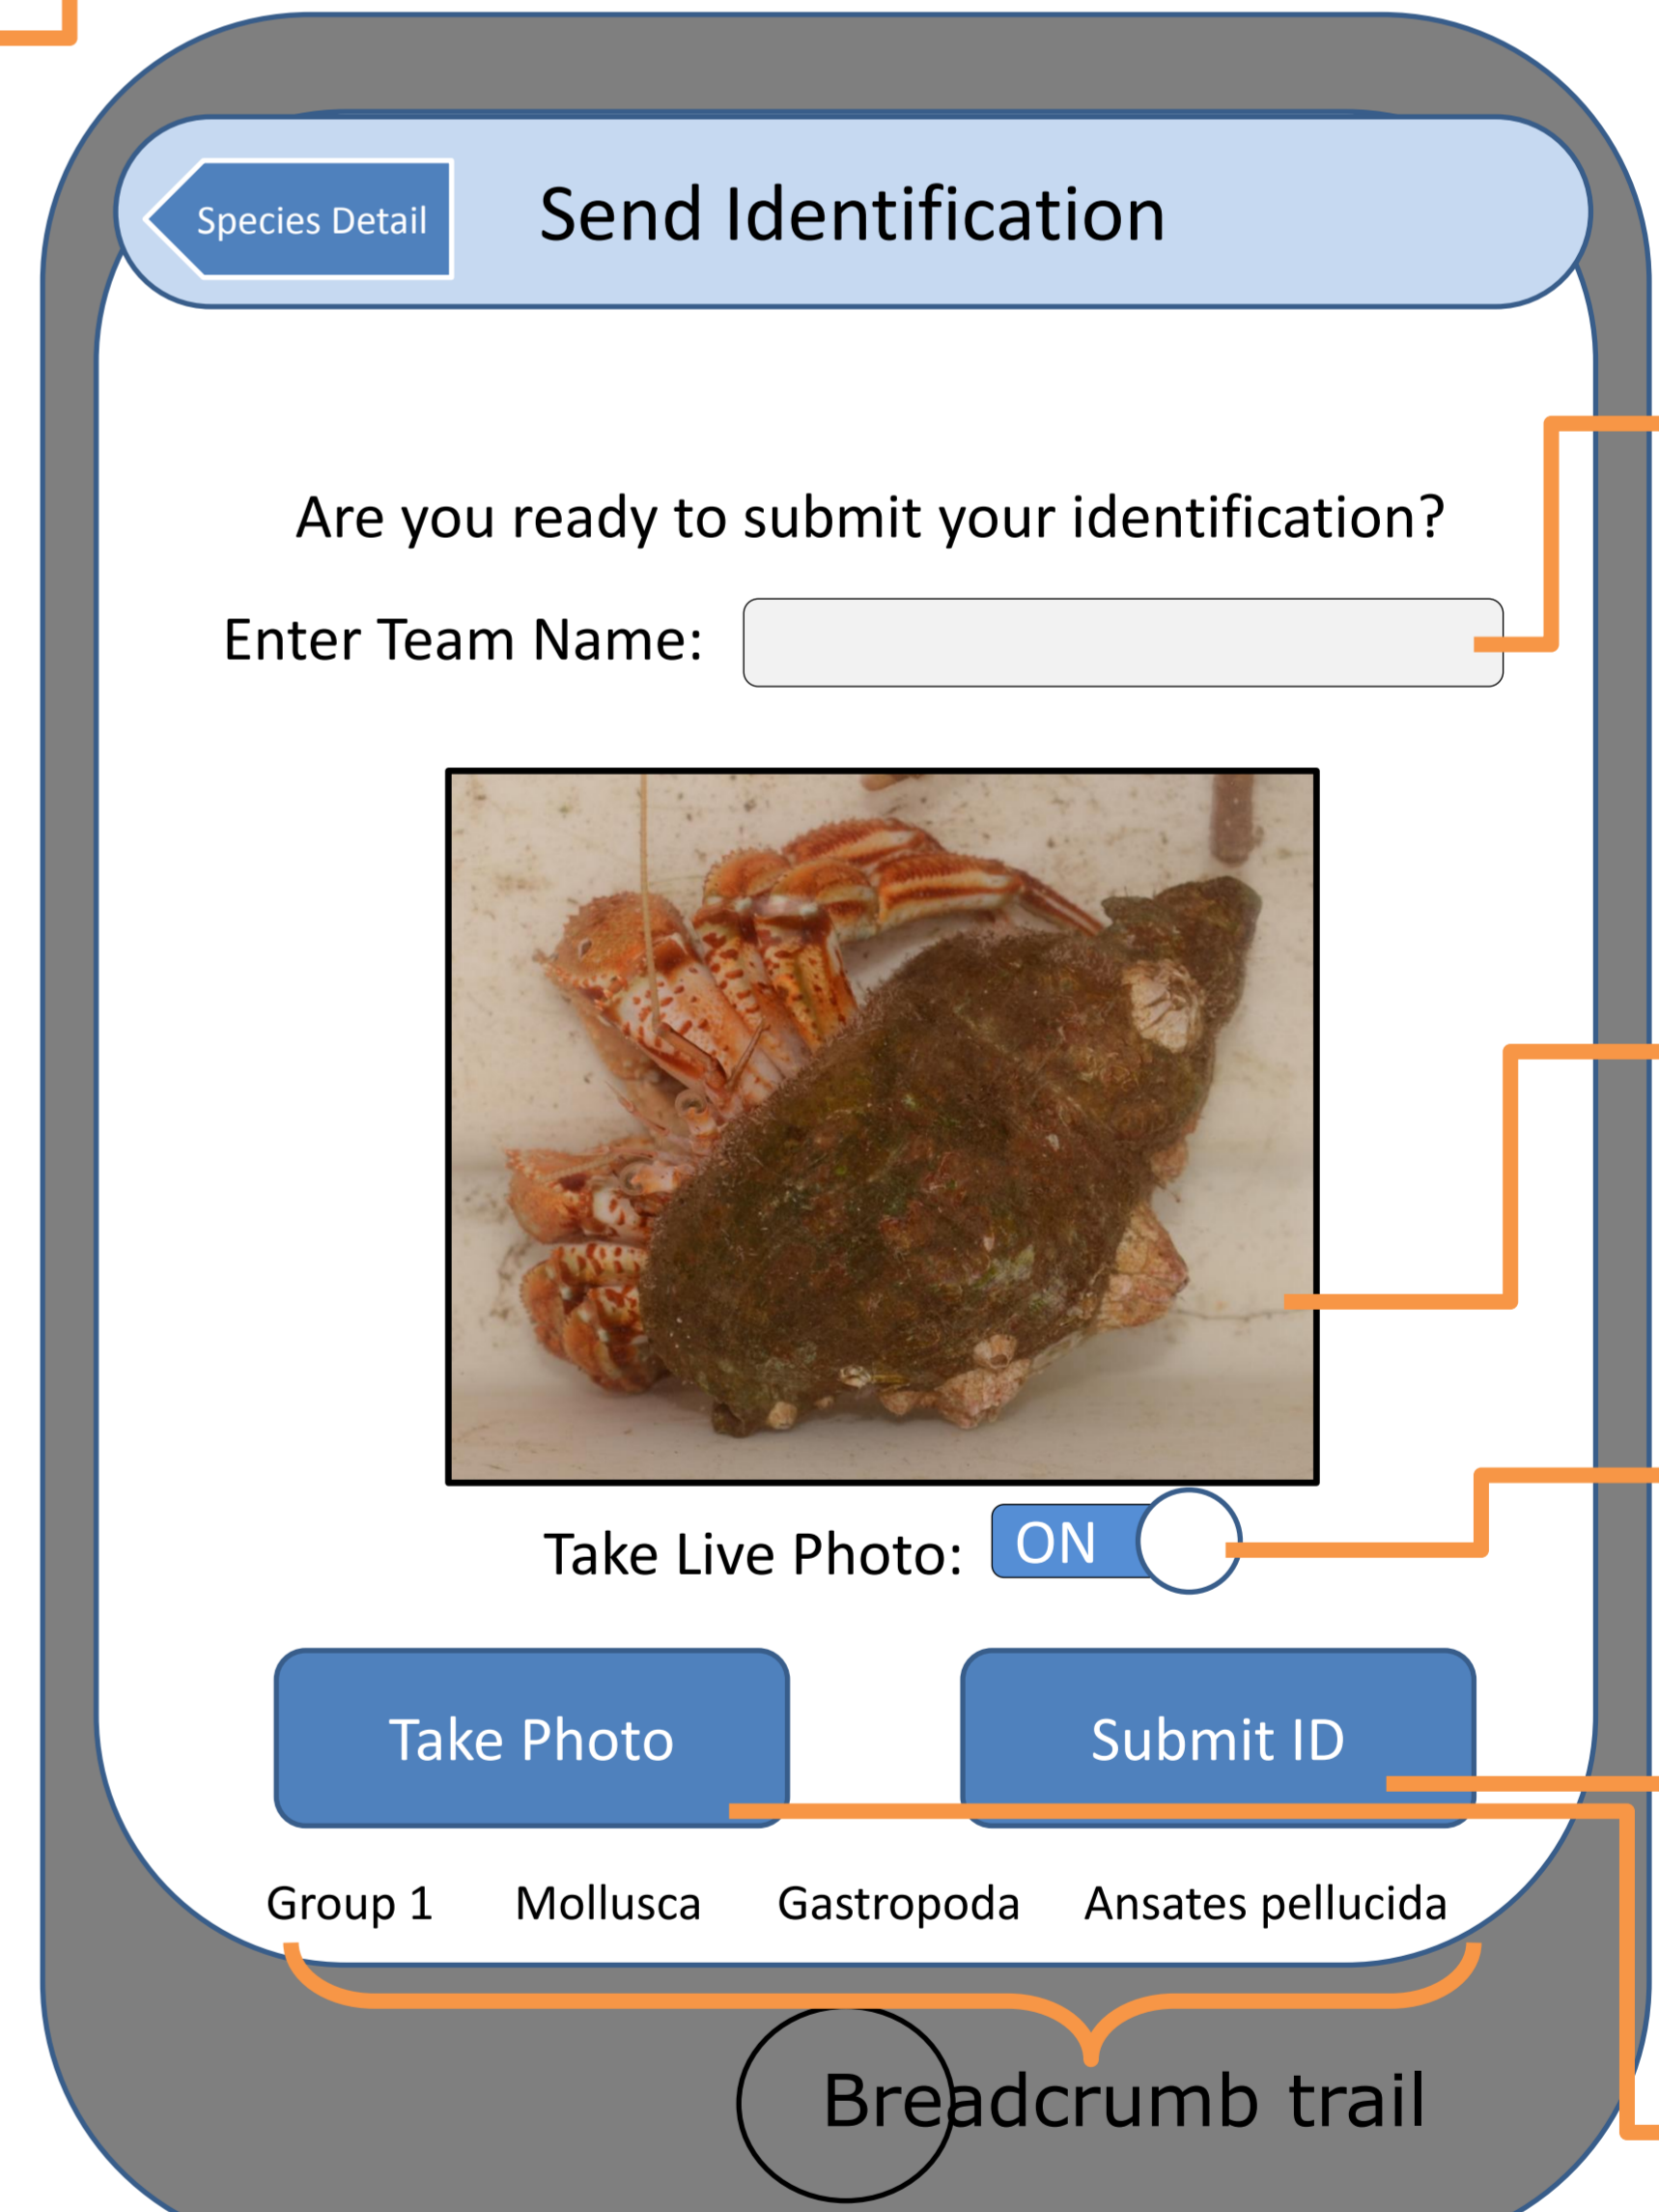 Species Detail
Send Identification
Are you ready to submit your identification?
Enter Team Name:
Take Live Photo: ON
Take Photo
Submit ID
Group 1 Mollusca Gastropoda Ansates pellucida
Breadcrumb trail